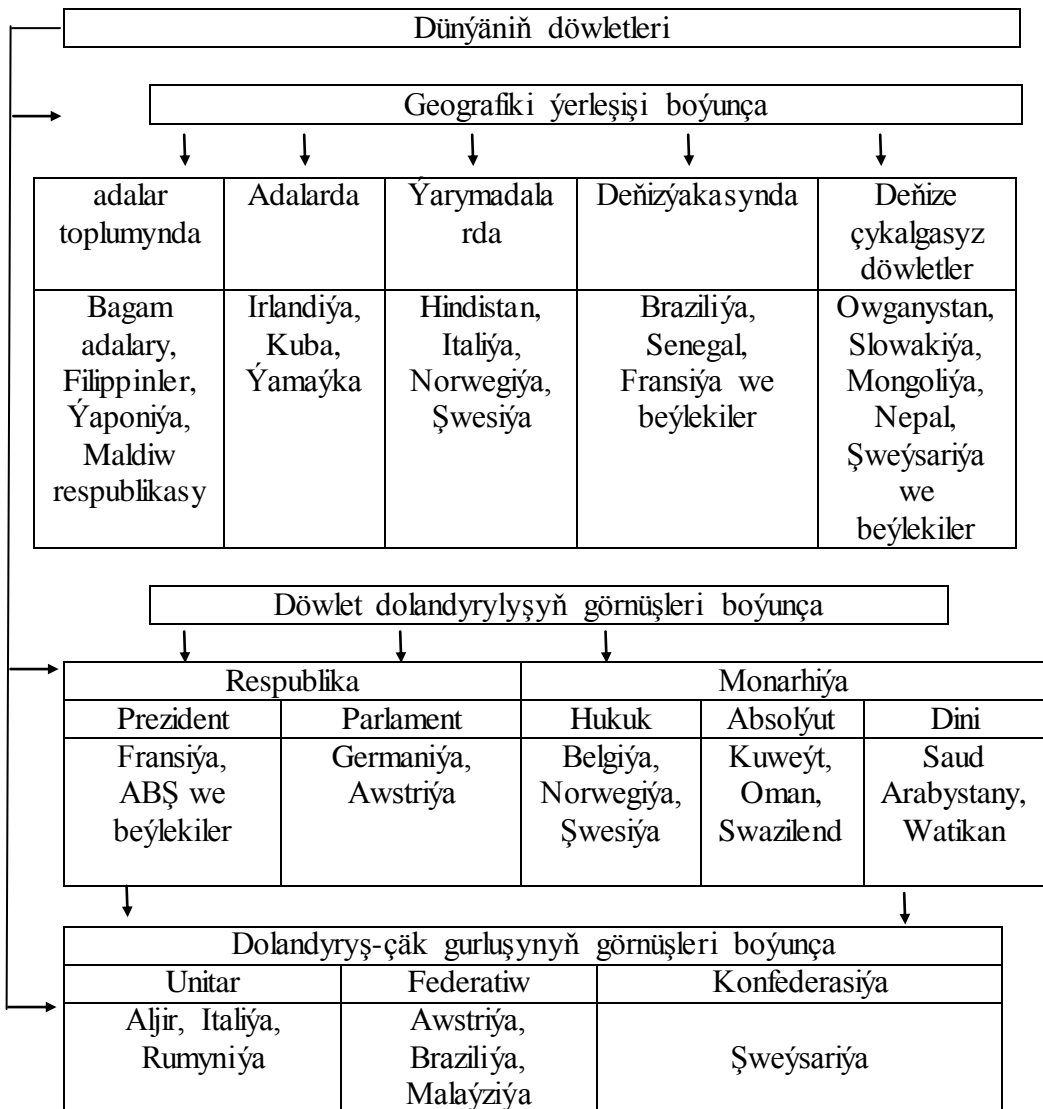 Dünýäniň döwletleri
Geografiki ýerleşişi boýunça
adalar
toplumynda
Adalarda
Ýarymadala
rda
Deňizýakasynda
Deňize
çykalgasyz
döwletler
Bagam
adalary,
Filippinler,
Ýaponiýa,
Maldiw
respublikasy
Irlandiýa,
Kuba,
Ýamaýka
Hindistan,
Italiýa,
Norwegiýa,
Şwesiýa
Braziliýa,
Senegal,
Fransiýa we
beýlekiler
Owganystan,
Slowakiýa,
Mongoliýa,
Nepal,
Şweýsariýa
we
beýlekiler
Döwlet dolandyrylyşyň görnüşleri boýunça
Respublika
Monarhiýa
Prezident
Parlament
Hukuk
Absolýut
Dini
Fransiýa,
ABŞ we
beýlekiler
Germaniýa,
Awstriýa
Belgiýa,
Norwegiýa,
Şwesiýa
Kuweýt,
Oman,
Swazilend
Saud
Arabystany,
Watikan
Dolandyryş-çäk gurluşynyň görnüşleri boýunça
Unitar
Federatiw
Konfederasiýa
Aljir, Italiýa,
Rumyniýa
Awstriýa,
Braziliýa,
Malaýziýa
Şweýsariýa